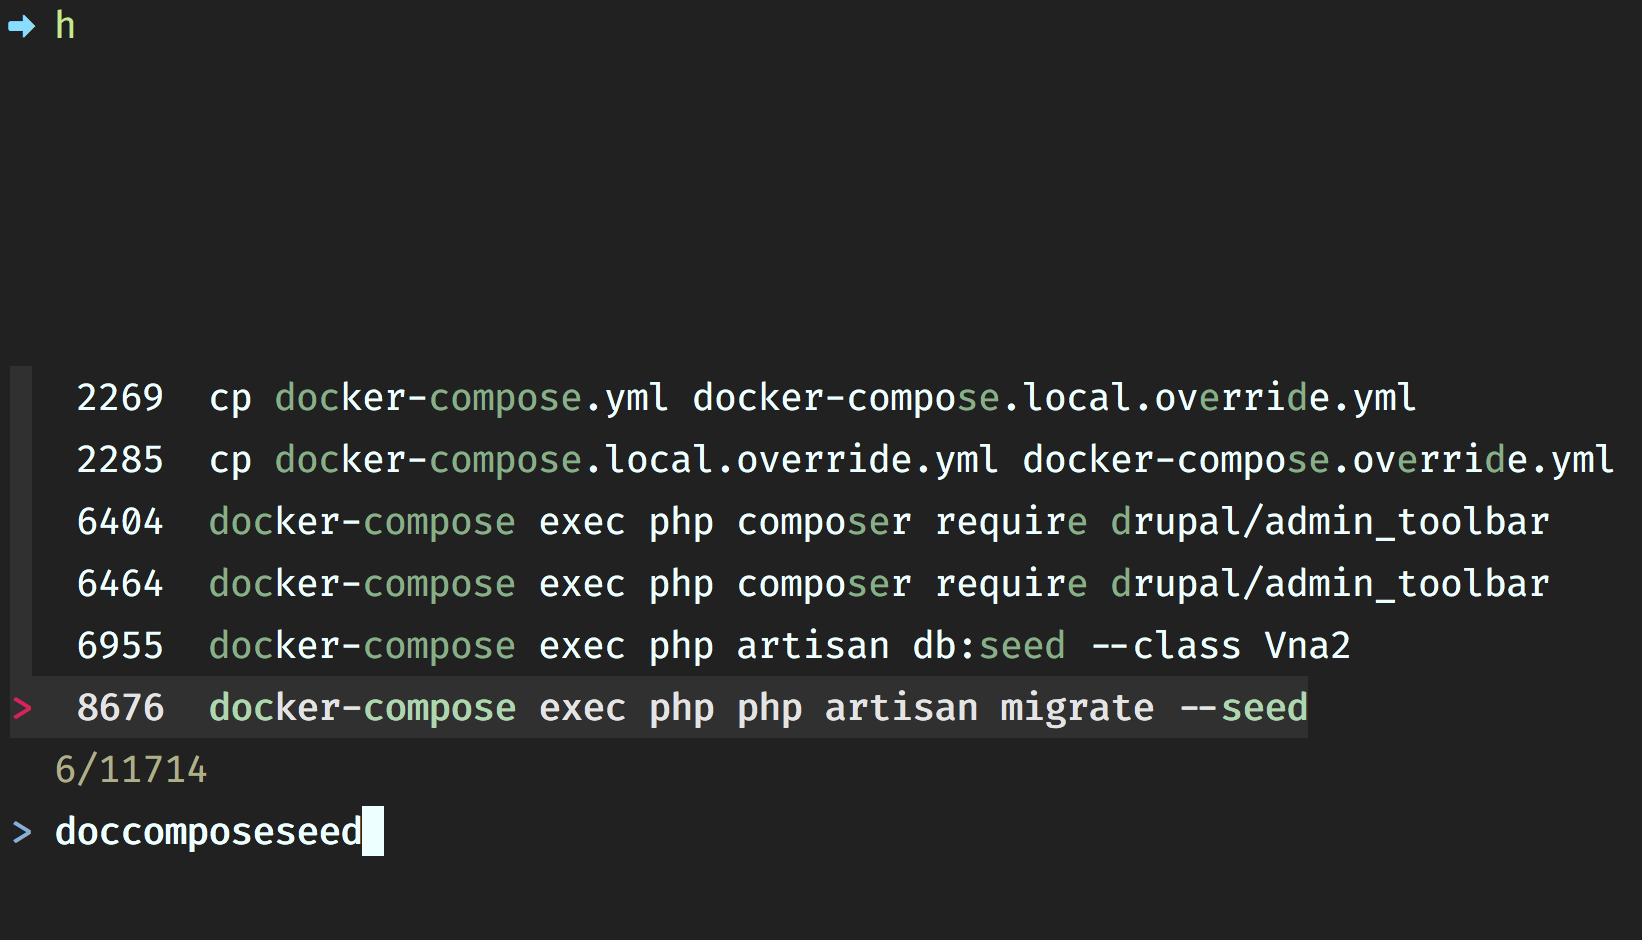 ➡ h
2269 cp docker-compose.yml docker-compose.local.override.yml
2285 cp docker-compose.local.override.yml docker-compose.override.yml
6404 docker-compose exec php composer require drupal/admin_toolbar
6464 docker-compose exec php composer require drupal/admin_toolbar
6955 docker-compose exec php artisan db:seed --class Vna2
> 8676 docker-compose exec php php artisan migrate --seed
6/11714
> doccomposeseed